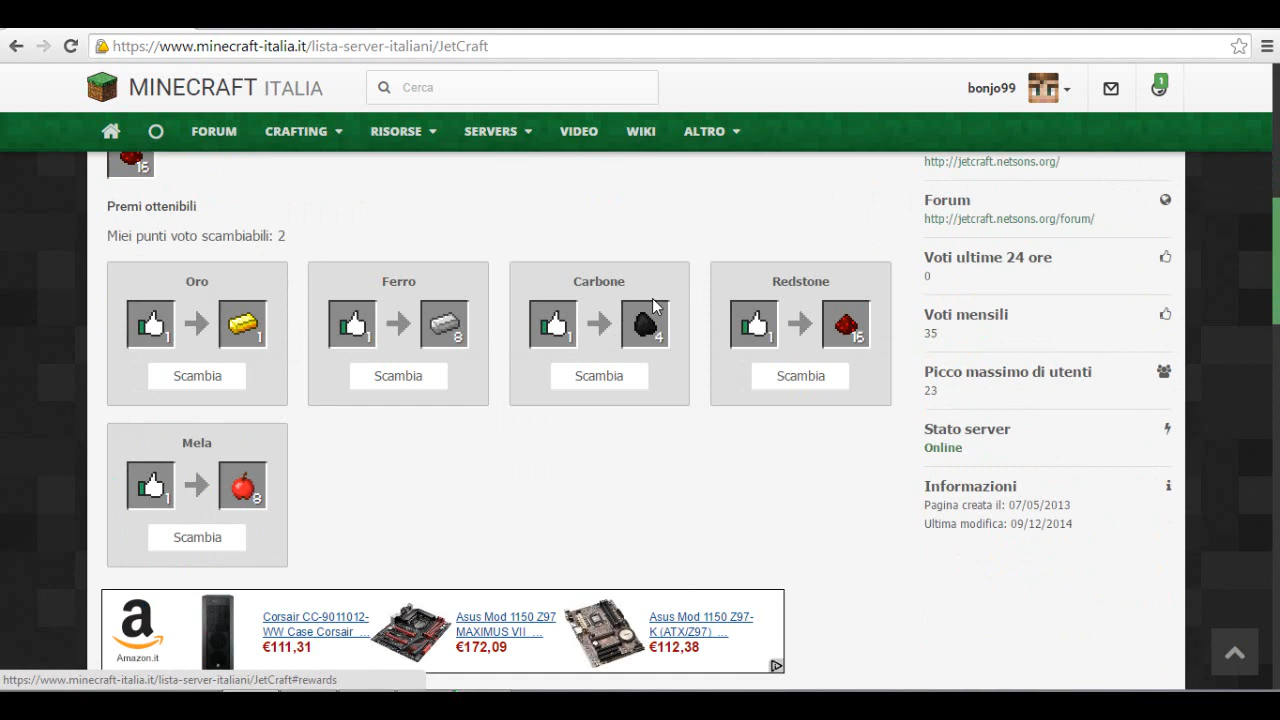 https://www.minecraft-italia.it/lista-server-italiani/JetCraft
MINECRAFT ITALIA
Cerca
bonjo99
1
FORUM CRAFTING RISORSE SERVERS VIDEO WIKI ALTRO
15
Premi ottenibili
Miei punti voto scambiabili: 2
Oro
1 1
Scambia
Ferro
1 8
Scambia
Carbone
1 4
Scambia
Redstone
1 15
Scambia
Mela
1 8
Scambia
http://jetcraft.netsons.org/
Forum
http://jetcraft.netsons.org/forum/
Voti ultime 24 ore
0
Voti mensili
35
Picco massimo di utenti
23
Stato server
Online
Informazioni
Pagina creata il: 07/05/2013
Ultima modifica: 09/12/2014
a
Amazon.it
Corsair CC-9011012-
WW Case Corsair ...
€111,31
Asus Mod 1150 Z97
MAXIMUS VII ...
€172,09
Asus Mod 1150 Z97-
K (ATX/Z97) ...
€112,38
https://www.minecraft-italia.it/lista-server-italiani/JetCraft#rewards